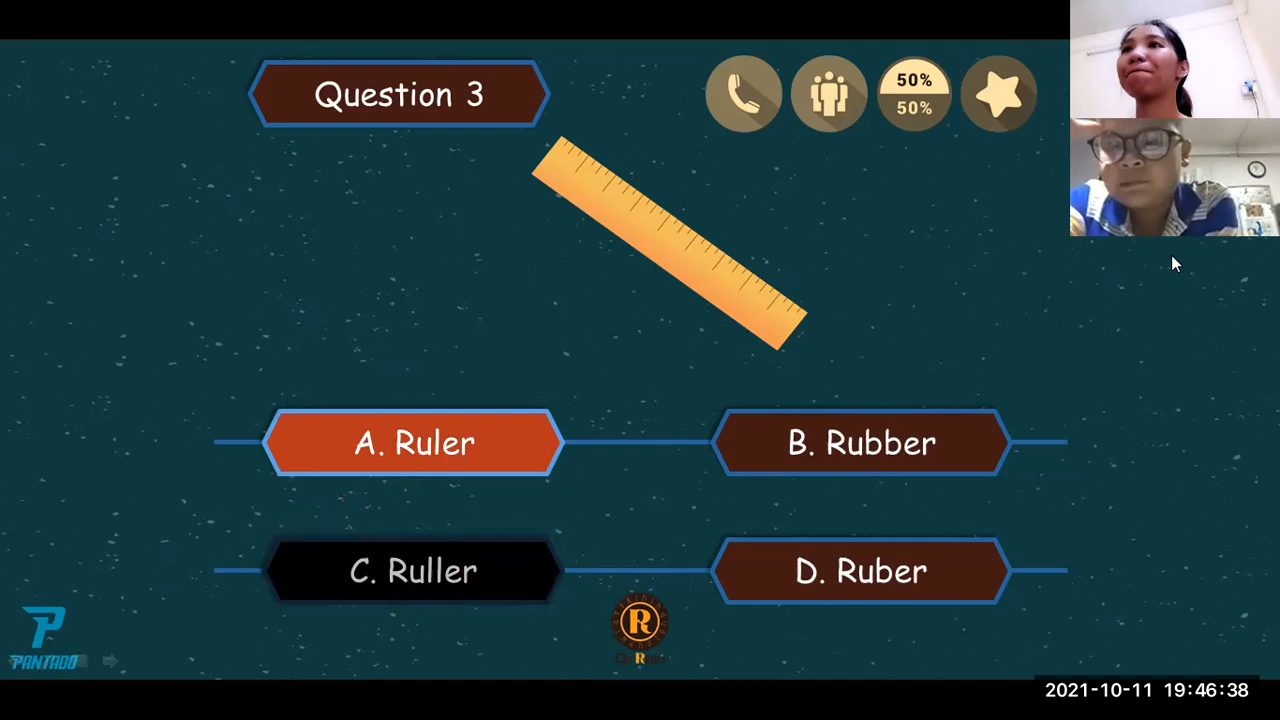 Question 3
50%
50%
A. Ruler
B. Rubber
C. Ruller
D. Ruber
R
P
PANTADO
2021-10-11 19:46:38